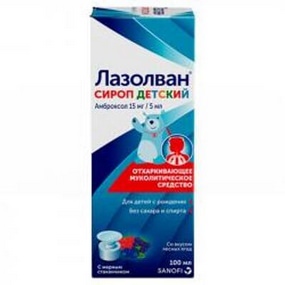 Лазолван®
СИРОП ДЕТСКИЙ
Амброксол 15 мг / 5 мл
ОТХАРКИВАЮЩЕЕ
МУКОЛИТИЧЕСКОЕ
СРЕДСТВО
Для детей с рождения
Без сахара и спирта
Со вкусом
лесных ягод
С мерным
стаканчиком
100 мл
SANOFI